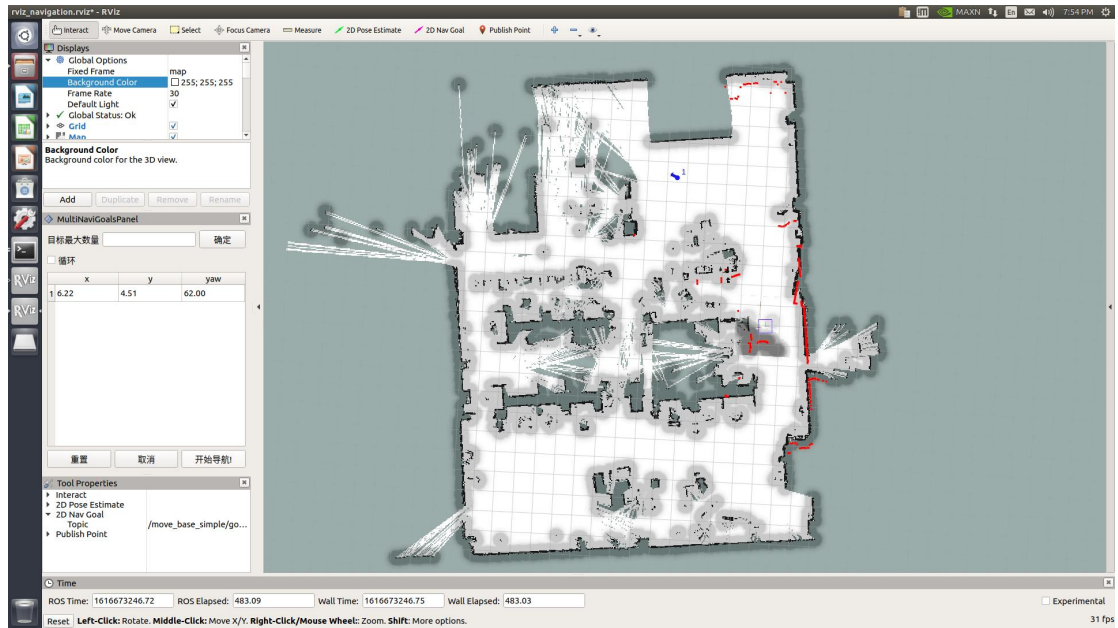 rviz_navigation.rviz* - RViz
MAXN
En
7:54 PM
Interact
Move Camera
Select
Focus Camera
Measure
2D Pose Estimate
2D Nav Goal
Publish Point
Displays
Global Options
Fixed Frame map
Background Color 255; 255; 255
Frame Rate 30
Default Light
Global Status: Ok
Grid
Map
Background Color
Background color for the 3D view.
Add Duplicate Remove Rename
MultiNaviGoalsPanel
目标最大数量 确定
循环
x y yaw
1 6.22 4.51 62.00
重置 取消 开始导航!
Tool Properties
Interact
2D Pose Estimate
2D Nav Goal
Topic /move_base_simple/go...
Publish Point
RViz
RViz
1
Time
ROS Time: 1616673246.72 ROS Elapsed: 483.09 Wall Time: 1616673246.75 Wall Elapsed: 483.03 Experimental
Reset Left-Click: Rotate. Middle-Click: Move X/Y. Right-Click/Mouse Wheel:: Zoom. Shift: More options. 31 fps